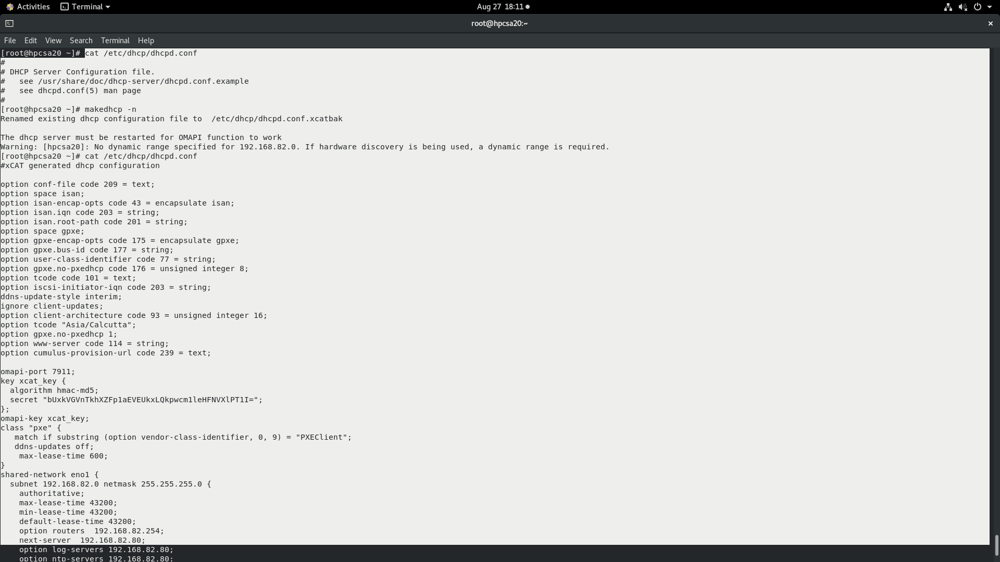 Activities Terminal Aug 27 18:11
root@hpcsa20:~
File Edit View Search Terminal Help
[root@hpcsa20 ~]# cat /etc/dhcp/dhcpd.conf
#
# DHCP Server Configuration file.
#   see /usr/share/doc/dhcp-server/dhcpd.conf.example
#   see dhcpd.conf(5) man page
#
[root@hpcsa20 ~]# makedhcp -n
Renamed existing dhcp configuration file to  /etc/dhcp/dhcpd.conf.xcatbak

The dhcp server must be restarted for OMAPI function to work
Warning: [hpcsa20]: No dynamic range specified for 192.168.82.0. If hardware discovery is being used, a dynamic range is required.
[root@hpcsa20 ~]# cat /etc/dhcp/dhcpd.conf
#xCAT generated dhcp configuration

option conf-file code 209 = text;
option space isan;
option isan-encap-opts code 43 = encapsulate isan;
option isan.iqn code 203 = string;
option isan.root-path code 201 = string;
option space gpxe;
option gpxe-encap-opts code 175 = encapsulate gpxe;
option gpxe.bus-id code 177 = string;
option user-class-identifier code 77 = string;
option gpxe.no-pxedhcp code 176 = unsigned integer 8;
option tcode code 101 = text;
option iscsi-initiator-iqn code 203 = string;
ddns-update-style interim;
ignore client-updates;
option client-architecture code 93 = unsigned integer 16;
option tcode "Asia/Calcutta";
option gpxe.no-pxedhcp 1;
option www-server code 114 = string;
option cumulus-provision-url code 239 = text;

omapi-port 7911;
key xcat_key {
  algorithm hmac-md5;
  secret "bUxkVGVnTkhXZFp1aEVEUkxLQkpwcm1leHFNVXlPT1I=";
};
omapi-key xcat_key;
class "pxe" {
   match if substring (option vendor-class-identifier, 0, 9) = "PXEClient";
   ddns-updates off;
    max-lease-time 600;
}
shared-network eno1 {
  subnet 192.168.82.0 netmask 255.255.255.0 {
    authoritative;
    max-lease-time 43200;
    min-lease-time 43200;
    default-lease-time 43200;
    option routers  192.168.82.254;
    next-server  192.168.82.80;
    option log-servers 192.168.82.80;
    option ntp-servers 192.168.82.80;